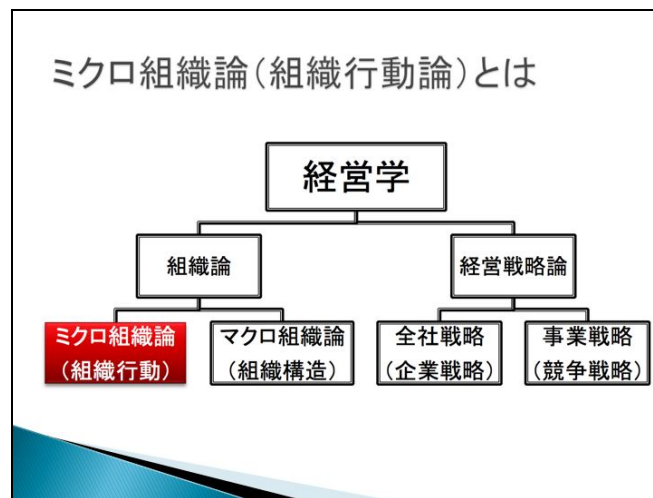 ミクロ組織論(組織行動論)とは
経営学
組織論
経営戦略論
ミクロ組織論
(組織行動)
マクロ組織論
(組織構造)
全社戦略
(企業戦略)
事業戦略
(競争戦略)